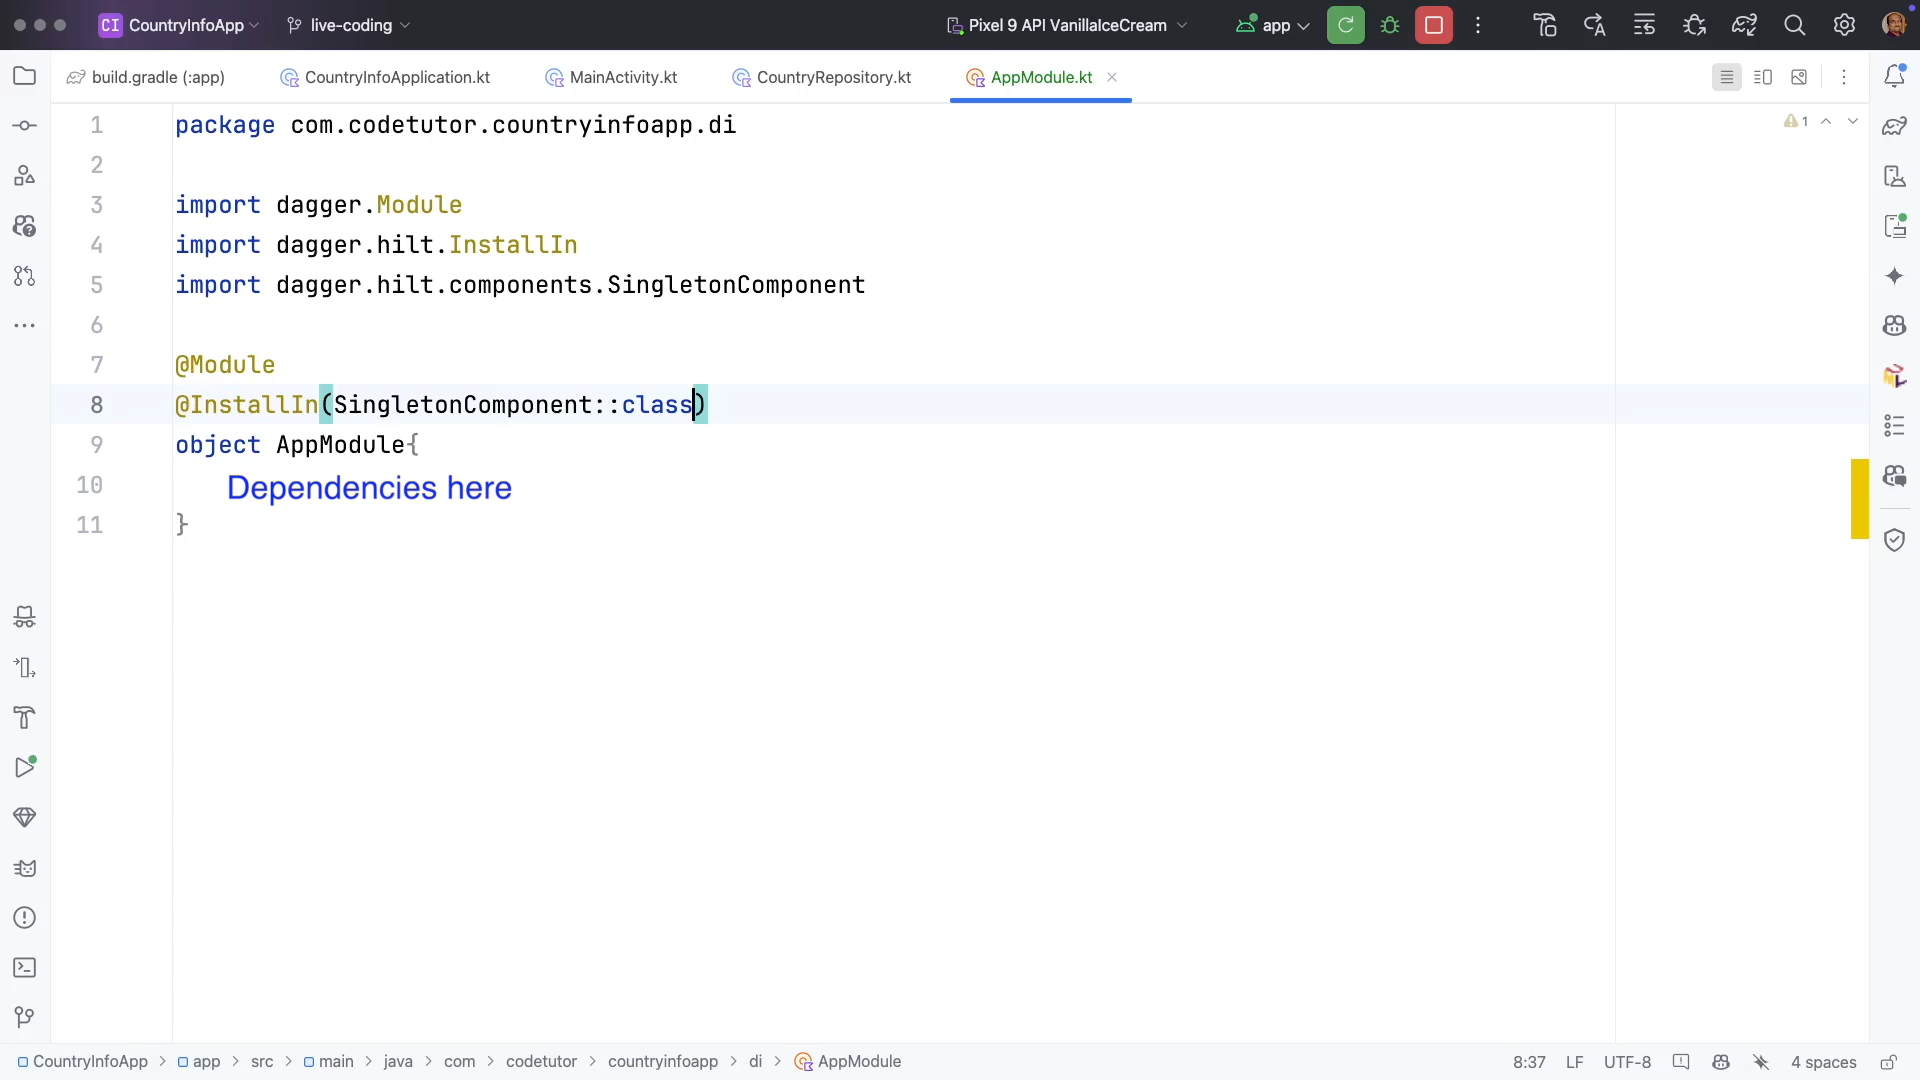 CI CountryInfoApp live-coding Pixel 9 API VanillaIceCream app
build.gradle (:app) CountryInfoApplication.kt MainActivity.kt CountryRepository.kt AppModule.kt
1 package com.codetutor.countryinfoapp.di
1
2
3 import dagger.Module
4 import dagger.hilt.InstallIn
5 import dagger.hilt.components.SingletonComponent
6
7 @Module
8 @InstallIn(SingletonComponent::class)
9 object AppModule{
10 Dependencies here
11 }
CountryInfoApp > app > src > main > java > com > codetutor > countryinfoapp > di > AppModule 8:37 LF UTF-8 4 spaces